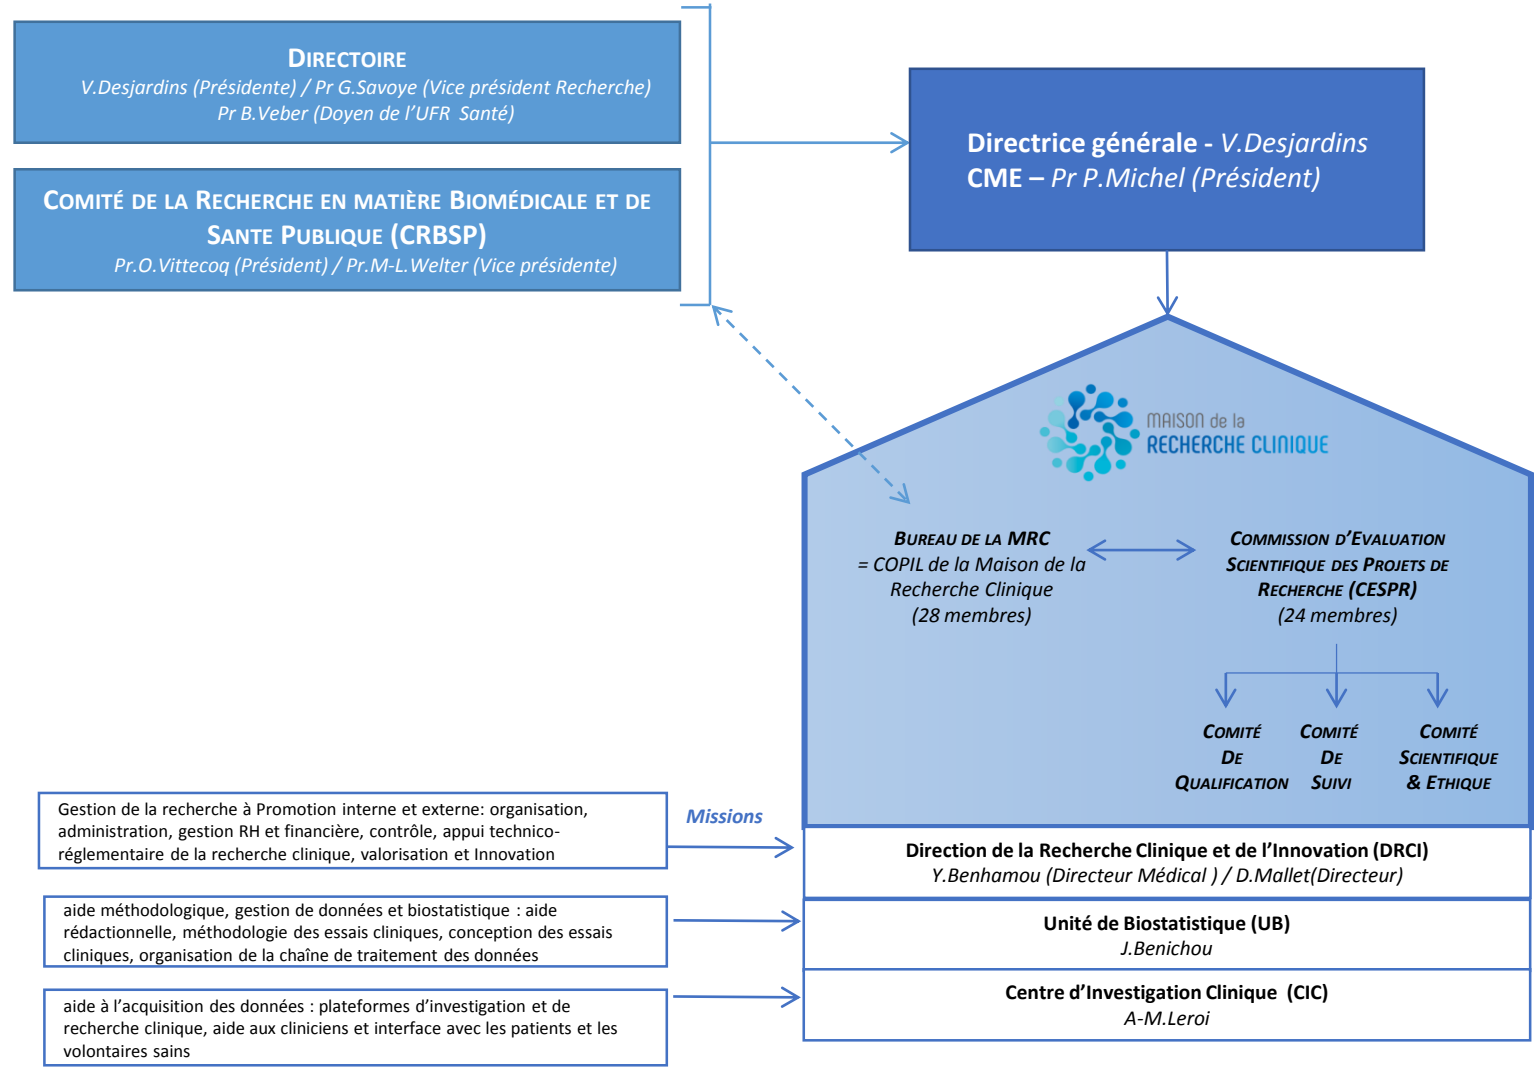 DIRECTOIRE
V.Desjardins (Présidente) / Pr G.Savoye (Vice président Recherche)
Pr B.Veber (Doyen de l’UFR Santé)
COMITÉ DE LA RECHERCHE EN MATIÈRE BIOMÉDICALE ET DE
SANTE PUBLIQUE (CRBSP)
Pr.O.Vittecoq (Président) / Pr.M-L.Welter (Vice présidente)
Directrice générale - V.Desjardins
CME – Pr P.Michel (Président)
MAISON de la
RECHERCHE CLINIQUE
BUREAU DE LA MRC
= COPIL de la Maison de la
Recherche Clinique
(28 membres)
COMMISSION D’EVALUATION
SCIENTIFIQUE DES PROJETS DE
RECHERCHE (CESPR)
(24 membres)
COMITÉ
DE
QUALIFICATION
COMITÉ
DE
SUIVI
COMITÉ
SCIENTIFIQUE
& ETHIQUE
Gestion de la recherche à Promotion interne et externe: organisation,
administration, gestion RH et financière, contrôle, appui technico-
réglementaire de la recherche clinique, valorisation et Innovation
Missions
Direction de la Recherche Clinique et de l’Innovation (DRCI)
Y.Benhamou (Directeur Médical ) / D.Mallet(Directeur)
aide méthodologique, gestion de données et biostatistique : aide
rédactionnelle, méthodologie des essais cliniques, conception des essais
cliniques, organisation de la chaîne de traitement des données
Unité de Biostatistique (UB)
J.Benichou
aide à l’acquisition des données : plateformes d’investigation et de
recherche clinique, aide aux cliniciens et interface avec les patients et les
volontaires sains
Centre d’Investigation Clinique (CIC)
A-M.Leroi